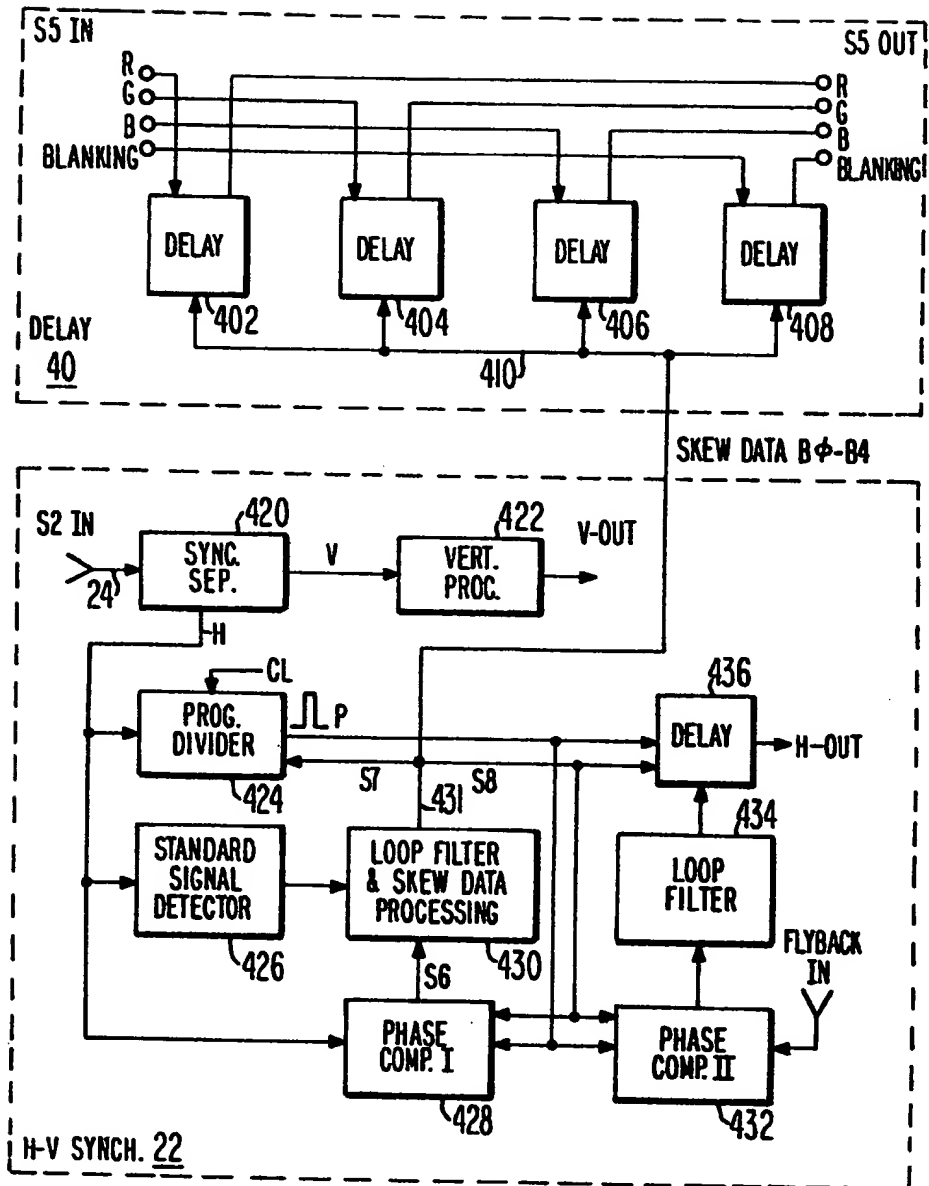 S5 IN
S5 OUT
R
G
B
BLANKING
R
G
B
BLANKING
DELAY
402
DELAY
404
DELAY
406
DELAY
408
DELAY
40
410
SKEW DATA BΦ-B4
S2 IN
24
420
SYNC.
SEP.
V
422
VERT.
PROC.
V-OUT
H
CL
PROG.
DIVIDER
424
P
S7
431
S8
436
DELAY
H-OUT
STANDARD
SIGNAL
DETECTOR
426
LOOP FILTER
& SKEW DATA
PROCESSING
430
434
LOOP
FILTER
S6
FLYBACK
IN
PHASE
COMP. I
428
PHASE
COMP. II
432
H-V SYNCH. 22